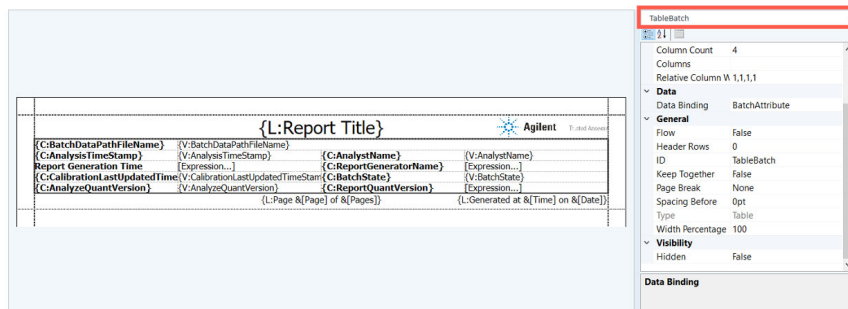 TableBatch
Column Count 4
Columns
Relative Column W 1,1,1,1
Data
Data Binding BatchAttribute
General
Flow False
Header Rows 0
ID TableBatch
Keep Together False
Page Break None
Spacing Before 0pt
Type Table
Width Percentage 100
Visibility
Hidden False
Data Binding
{L:Report Title}
Agilent Trusted Answers
{C:BatchDataPathFileName} {V:BatchDataPathFileName}
{C:AnalysisTimeStamp} {V:AnalysisTimeStamp} {C:AnalystName} {V:AnalystName}
Report Generation Time [Expression...] {C:ReportGeneratorName} [Expression...]
{C:CalibrationLastUpdatedTime {V:CalibrationLastUpdatedTimeStam {C:BatchState} {V:BatchState}
{C:AnalyzeQuantVersion} {V:AnalyzeQuantVersion} {C:ReportQuantVersion} [Expression...]
{L:Page &[Page] of &[Pages]} {L:Generated at &[Time] on &[Date]}